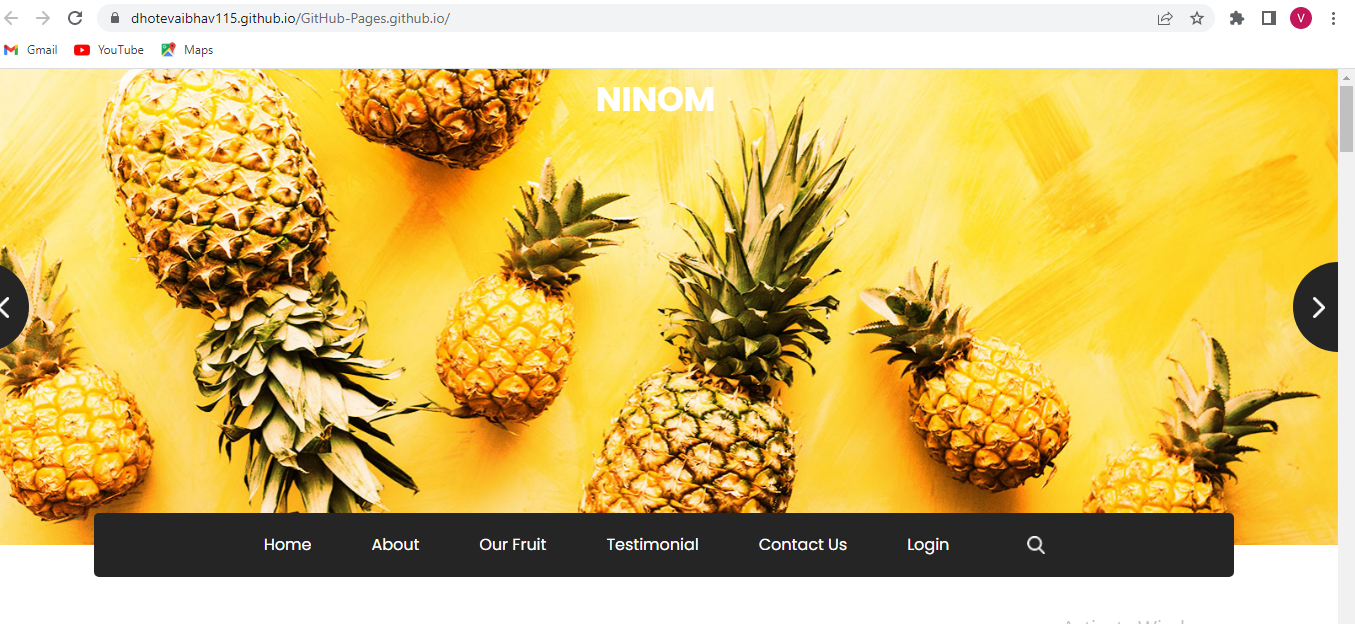 dhotevaibhav115.github.io/GitHub-Pages.github.io/
V
Gmail YouTube Maps
NINOM
Home About Our Fruit Testimonial Contact Us Login